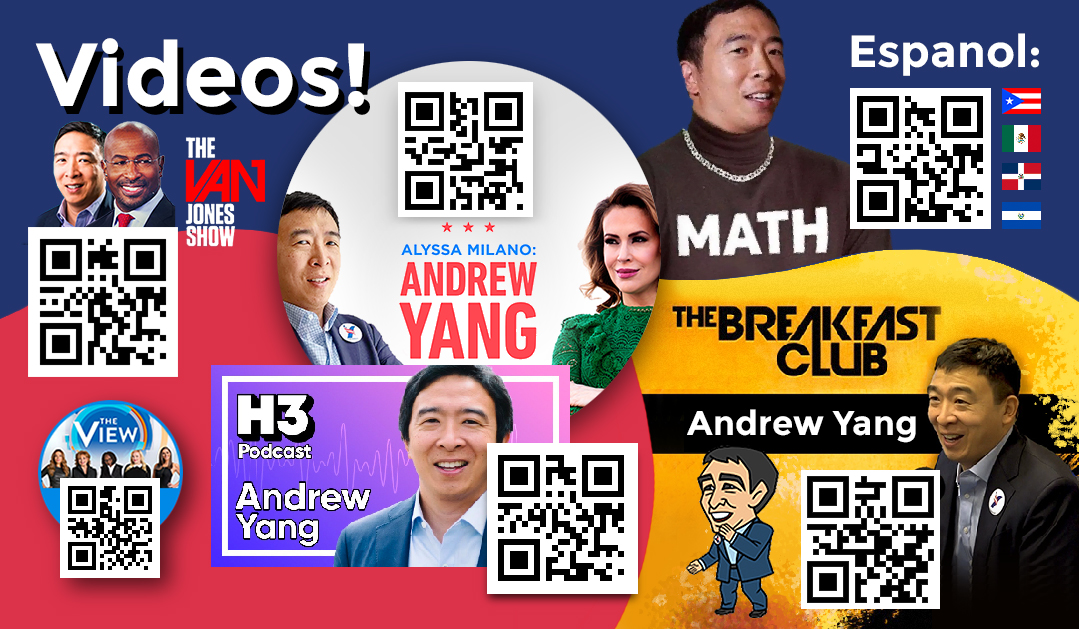 Videos!
THE
VAN
JONES
SHOW
ALYSSA MILANO:
ANDREW
YANG
MATH
Espanol:
THE BREAKFAST
CLUB
Andrew Yang
THE
VIEW
H3
Podcast
Andrew
Yang